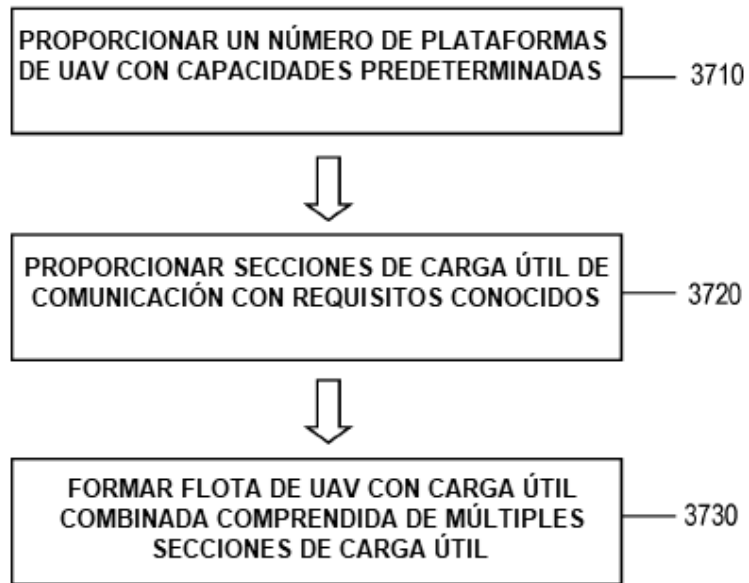 PROPORCIONAR UN NÚMERO DE PLATAFORMAS
DE UAV CON CAPACIDADES PREDETERMINADAS
3710
PROPORCIONAR SECCIONES DE CARGA ÚTIL DE
COMUNICACIÓN CON REQUISITOS CONOCIDOS
3720
FORMAR FLOTA DE UAV CON CARGA ÚTIL
COMBINADA COMPRENDIDA DE MÚLTIPLES
SECCIONES DE CARGA ÚTIL
3730